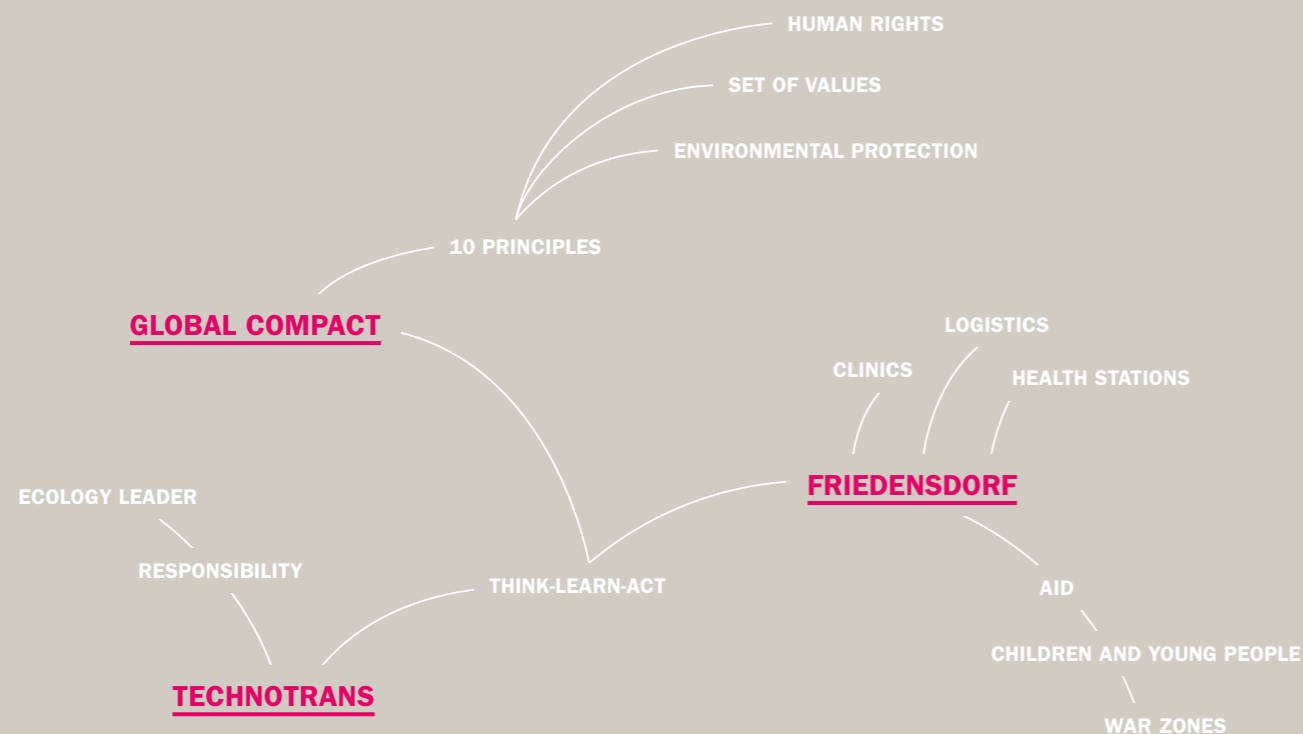 HUMAN RIGHTS
SET OF VALUES
ENVIRONMENTAL PROTECTION
10 PRINCIPLES
GLOBAL COMPACT
LOGISTICS
CLINICS
HEALTH STATIONS
FRIEDENSDORF
ECOLOGY LEADER
RESPONSIBILITY
THINK-LEARN-ACT
AID
CHILDREN AND YOUNG PEOPLE
TECHNOTRANS
WAR ZONES